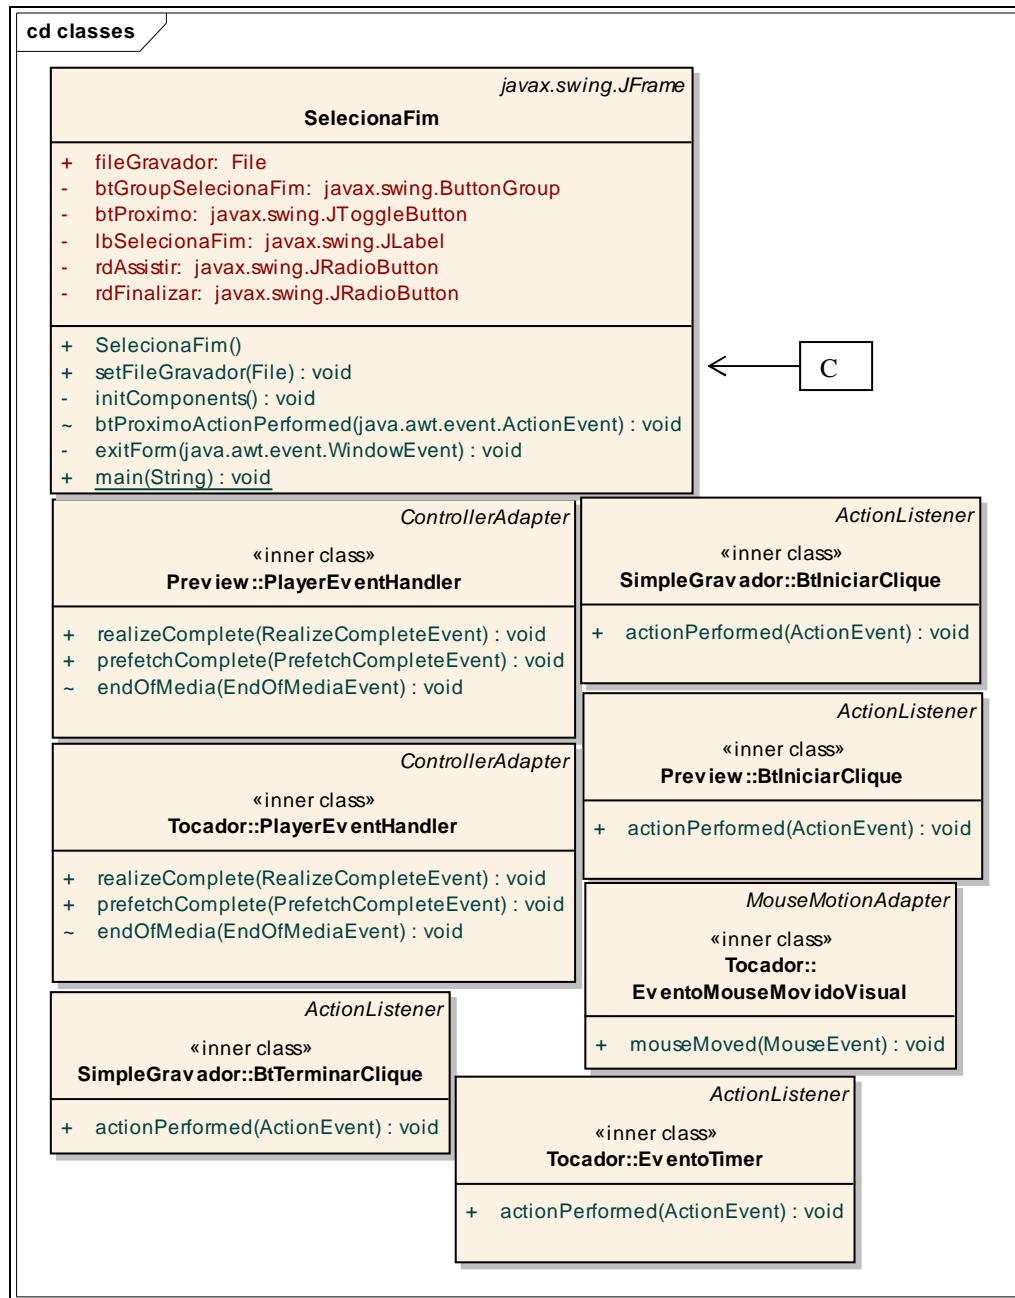 cd classes
javax.swing.JFrame
SelecionaFim
+ fileGravador: File
- btGroupSelecionaFim: javax.swing.ButtonGroup
- btProximo: javax.swing.JToggleButton
- lbSelecionaFim: javax.swing.JLabel
- rdAssistir: javax.swing.JRadioButton
- rdFinalizar: javax.swing.JRadioButton
+ SelecionaFim()
+ setFileGravador(File) : void
- initComponents() : void
~ btProximoActionPerformed(java.awt.event.ActionEvent) : void
- exitForm(java.awt.event.WindowEvent) : void
+ main(String) : void
C
ControllerAdapter
«inner class»
Preview::PlayerEventHandler
+ realizeComplete(RealizeCompleteEvent) : void
+ prefetchComplete(PrefetchCompleteEvent) : void
~ endOfMedia(EndOfMediaEvent) : void
ActionListener
«inner class»
SimpleGravador::BtIniciarClique
+ actionPerformed(ActionEvent) : void
ActionListener
«inner class»
Preview::BtIniciarClique
+ actionPerformed(ActionEvent) : void
ControllerAdapter
«inner class»
Tocador::PlayerEventHandler
+ realizeComplete(RealizeCompleteEvent) : void
+ prefetchComplete(PrefetchCompleteEvent) : void
~ endOfMedia(EndOfMediaEvent) : void
MouseMotionAdapter
«inner class»
Tocador::
EventoMouseMovidoVisual
+ mouseMoved(MouseEvent) : void
ActionListener
«inner class»
SimpleGravador::BtTerminarClique
+ actionPerformed(ActionEvent) : void
ActionListener
«inner class»
Tocador::EventoTimer
+ actionPerformed(ActionEvent) : void